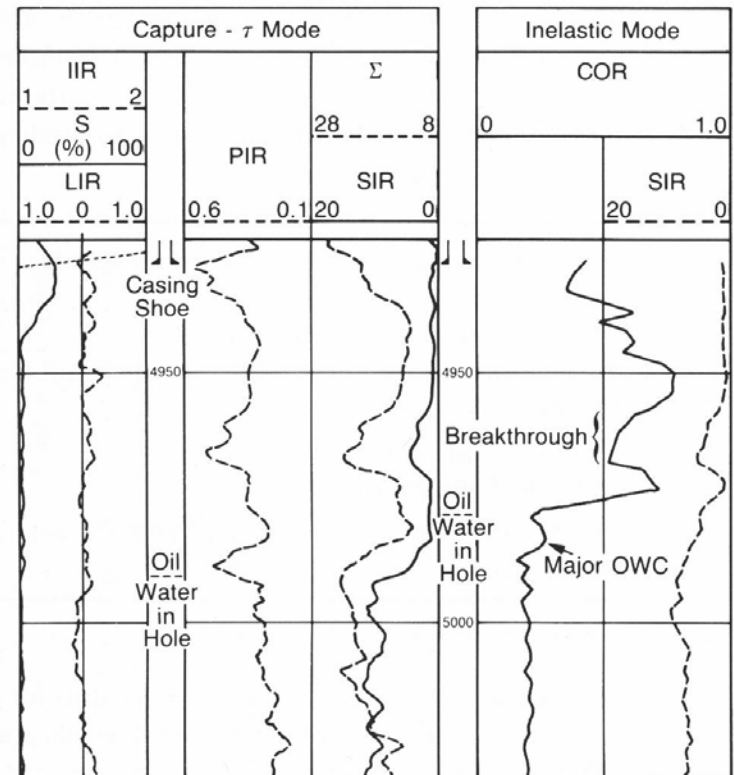 Capture - τ Mode
Inelastic Mode
IIR
1 2
S
0 (%) 100
LIR
1.0 0 1.0
PIR
0.6 0.1
Σ
28 8
SIR
20 0
COR
0 1.0
SIR
20 0
Casing
Shoe
4950
4950
Breakthrough
Oil
Water
in
Hole
Oil
Water
in
Hole
Major OWC
5000
5000